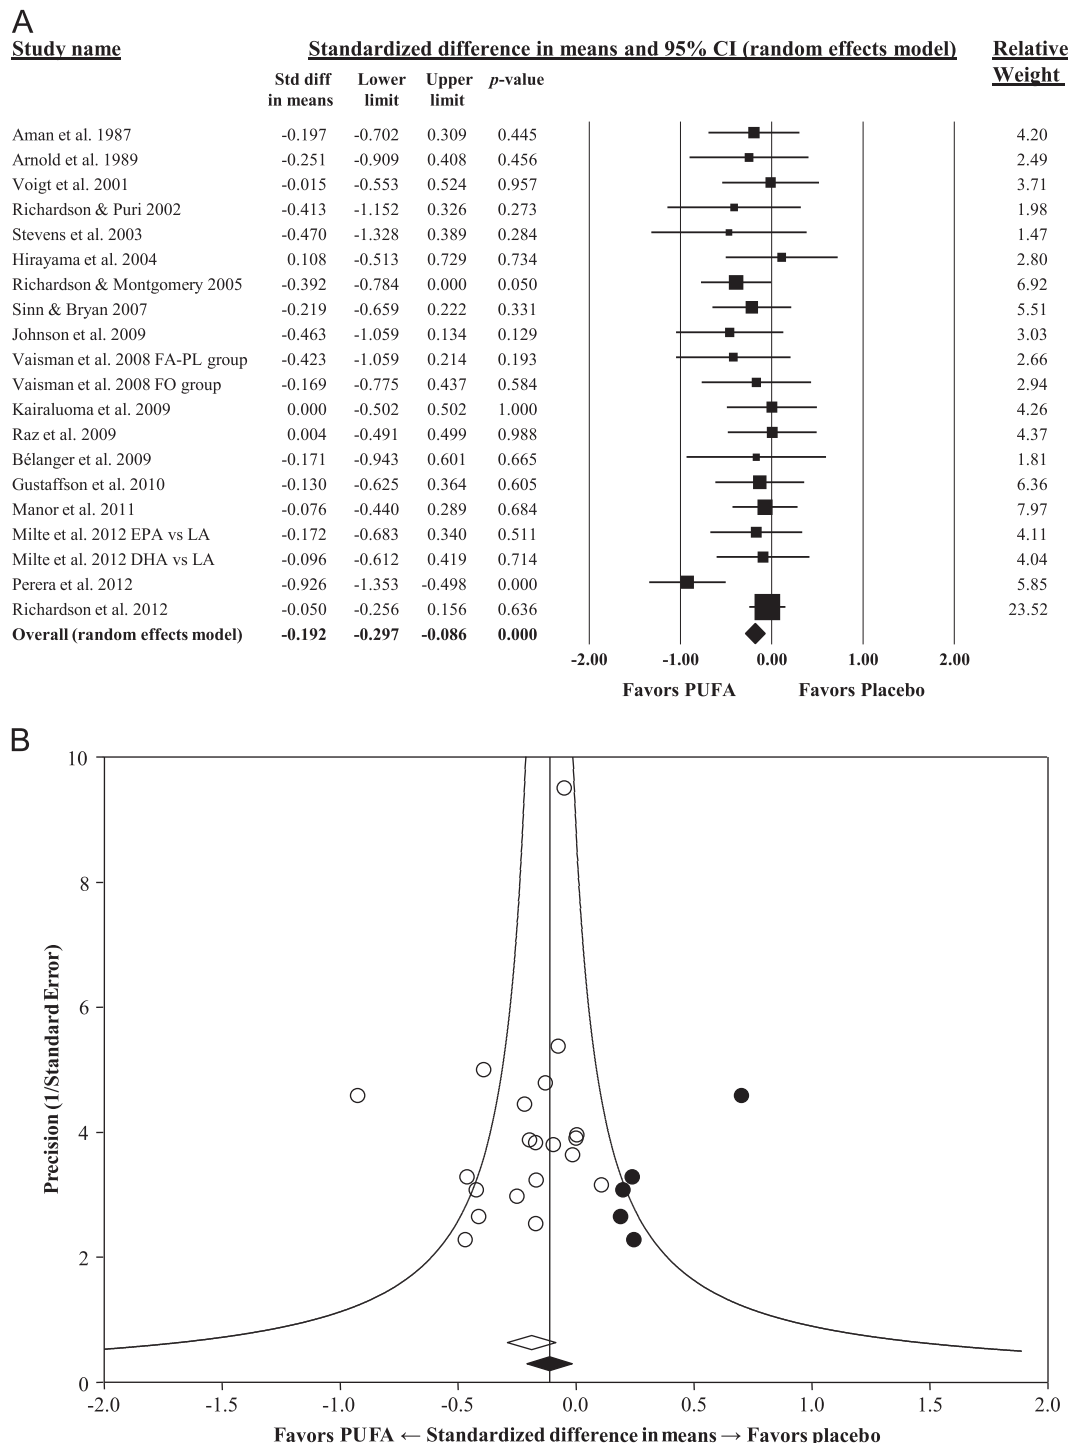 A
Study name Standardized difference in means and 95% CI (random effects model) Relative
Weight
Std diff Lower Upper p-value
in means limit limit
Aman et al. 1987 -0.197 -0.702 0.309 0.445 4.20
Arnold et al. 1989 -0.251 -0.909 0.408 0.456 2.49
Voigt et al. 2001 -0.015 -0.553 0.524 0.957 3.71
Richardson & Puri 2002 -0.413 -1.152 0.326 0.273 1.98
Stevens et al. 2003 -0.470 -1.328 0.389 0.284 1.47
Hirayama et al. 2004 0.108 -0.513 0.729 0.734 2.80
Richardson & Montgomery 2005 -0.392 -0.784 0.000 0.050 6.92
Sinn & Bryan 2007 -0.219 -0.659 0.222 0.331 5.51
Johnson et al. 2009 -0.463 -1.059 0.134 0.129 3.03
Vaisman et al. 2008 FA-PL group -0.423 -1.059 0.214 0.193 2.66
Vaisman et al. 2008 FO group -0.169 -0.775 0.437 0.584 2.94
Kairaluoma et al. 2009 0.000 -0.502 0.502 1.000 4.26
Raz et al. 2009 0.004 -0.491 0.499 0.988 4.37
Bélanger et al. 2009 -0.171 -0.943 0.601 0.665 1.81
Gustaffson et al. 2010 -0.130 -0.625 0.364 0.605 6.36
Manor et al. 2011 -0.076 -0.440 0.289 0.684 7.97
Milte et al. 2012 EPA vs LA -0.172 -0.683 0.340 0.511 4.11
Milte et al. 2012 DHA vs LA -0.096 -0.612 0.419 0.714 4.04
Perera et al. 2012 -0.926 -1.353 -0.498 0.000 5.85
Richardson et al. 2012 -0.050 -0.256 0.156 0.636 23.52
Overall (random effects model) -0.192 -0.297 -0.086 0.000
-2.00 -1.00 0.00 1.00 2.00
Favors PUFA Favors Placebo
B
10
8
6
4
2
0
Precision (1/Standard Error)
-2.0 -1.5 -1.0 -0.5 0.0 0.5 1.0 1.5 2.0
Favors PUFA ← Standardized difference in means → Favors placebo